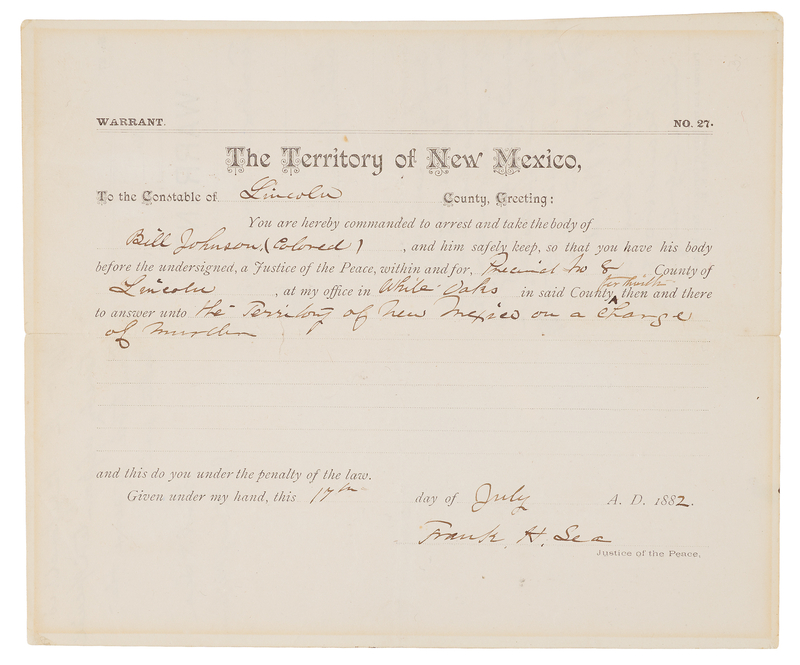 WARRANT. NO. 27.
The Territory of New Mexico,
To the Constable of Lincoln County, Greeting:
You are hereby commanded to arrest and take the body of
Bill Johnson, (Colored) , and him safely keep, so that you have his body
before the undersigned, a Justice of the Peace, within and for, Precinct No 8 County of
forthwith
Lincoln , at my office in White Oaks in said County, ^ then and there
to answer unto the Territory of New Mexico on a charge
of Murder
and this do you under the penalty of the law.
Given under my hand, this 17th day of July A. D. 1882.
Frank. H. Lea
Justice of the Peace.